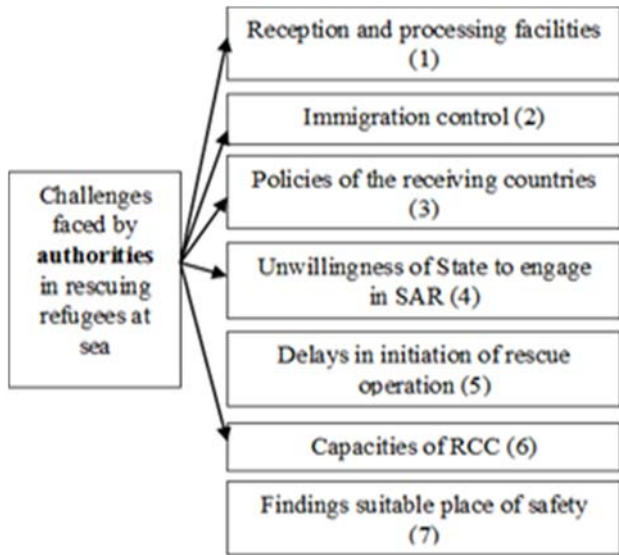 Challenges
faced by
authorities
in rescuing
refugees at
sea
Reception and processing facilities
(1)
Immigration control (2)
Policies of the receiving countries
(3)
Unwillingness of State to engage
in SAR (4)
Delays in initiation of rescue
operation (5)
Capacities of RCC (6)
Findings suitable place of safety
(7)